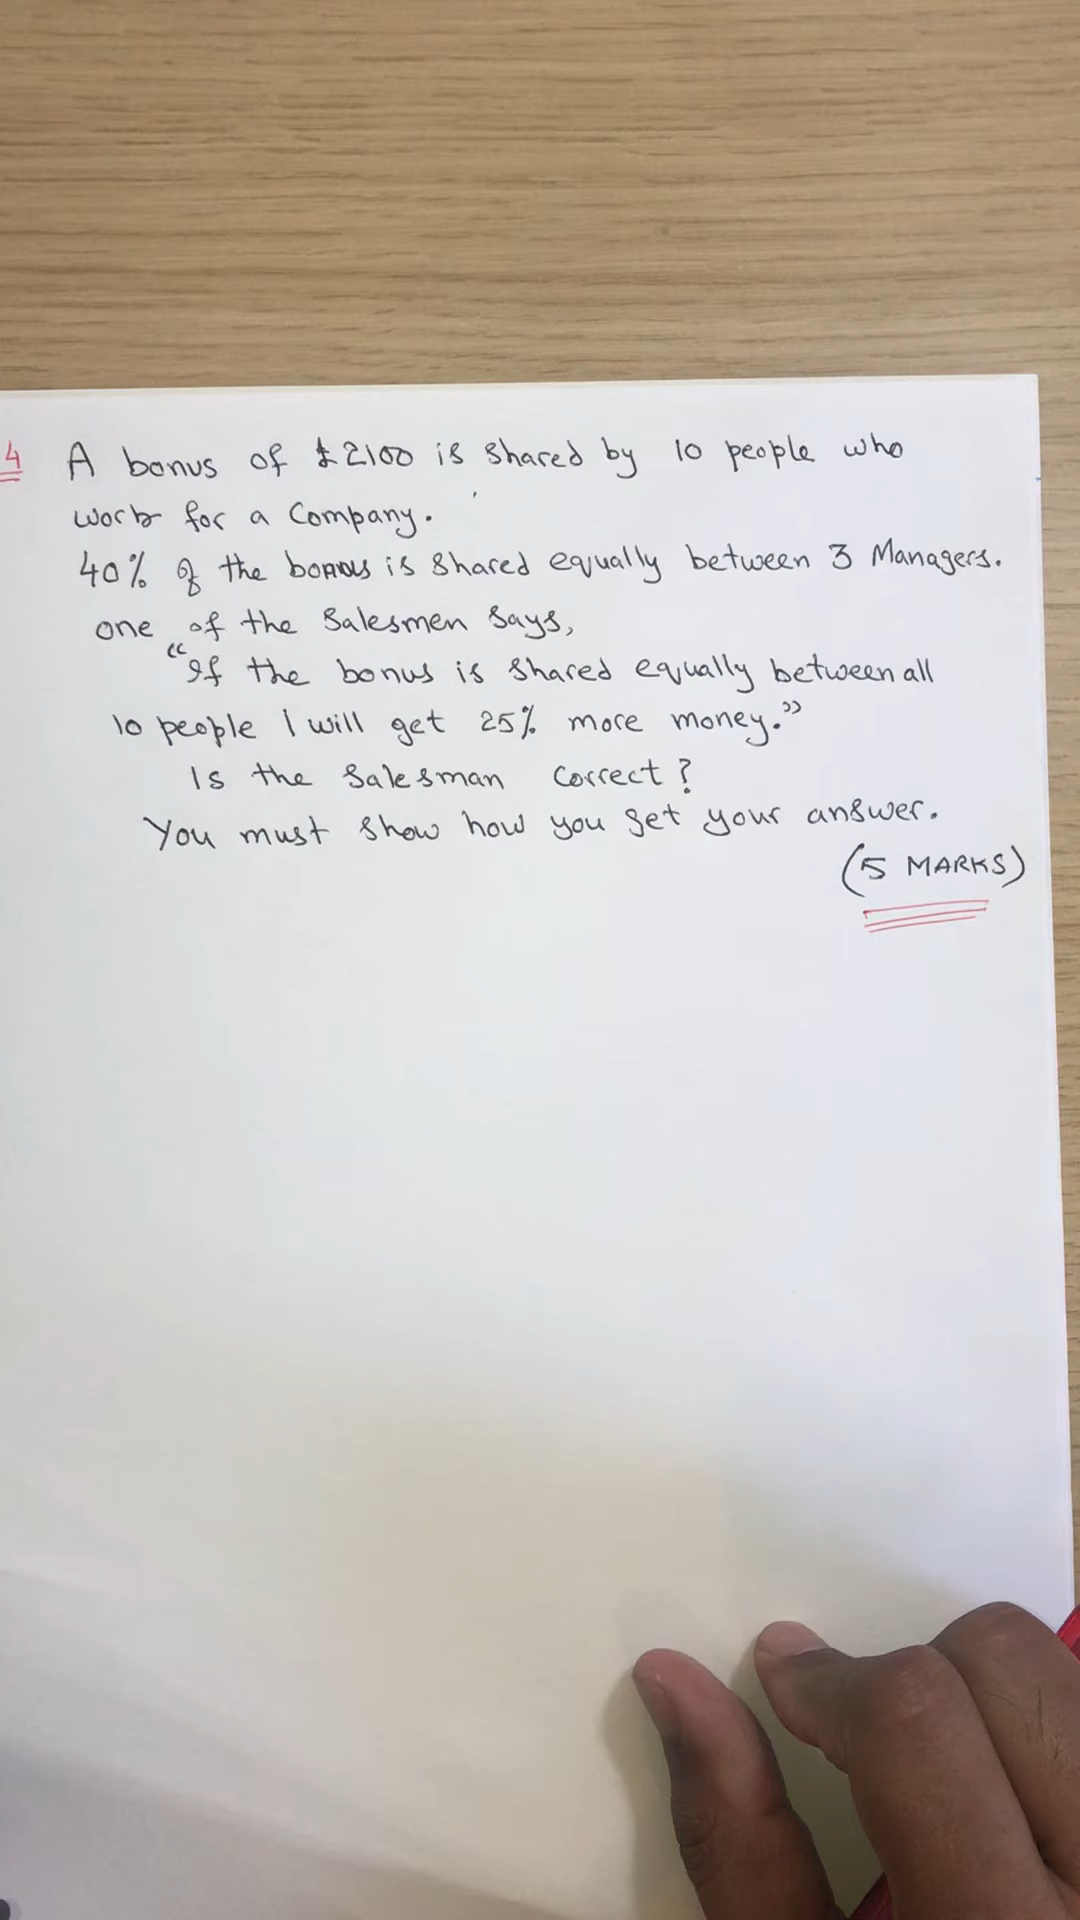 4 A bonus of £2100 is shared by 10 people who
work for a Company.
40% of the bonus is shared equally between 3 Managers.
one of the Salesmen Says,
"If the bonus is shared equally between all
10 people I will get 25% more money."
Is the Salesman Correct?
You must show how you get your answer.
(5 MARKS)